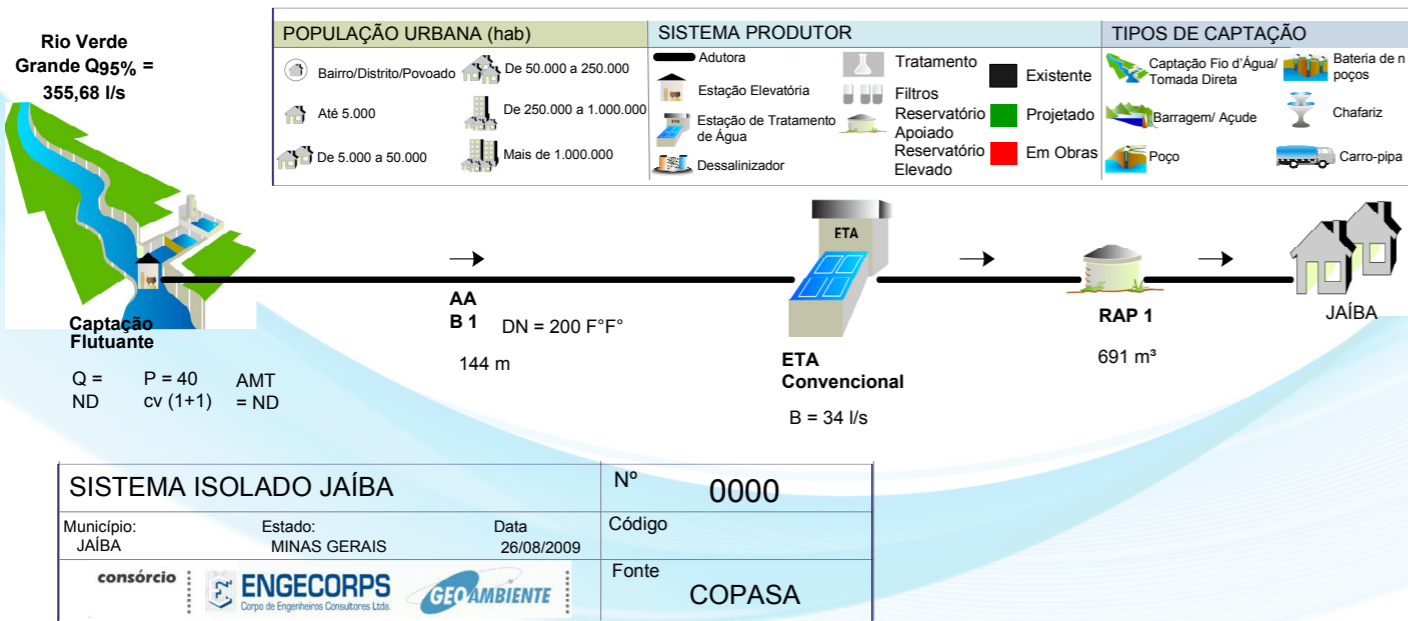 Rio Verde
Grande Q95% =
355,68 l/s
POPULAÇÃO URBANA (hab)
Bairro/Distrito/Povoado
De 50.000 a 250.000
Até 5.000
De 250.000 a 1.000.000
De 5.000 a 50.000
Mais de 1.000.000
SISTEMA PRODUTOR
Adutora
Estação Elevatória
ETA
Estação de Tratamento
de Água
Dessalinizador
Tratamento
Filtros
Reservatório
Apoiado
Reservatório
Elevado
Existente
Projetado
Em Obras
TIPOS DE CAPTAÇÃO
Captação Fio d'Água/
Tomada Direta
Barragem/ Açude
Poço
Bateria de n
poços
Chafariz
Carro-pipa
Captação
Flutuante
Q =
ND
P = 40
cv (1+1)
AMT
= ND
AA
B 1
DN = 200 F°F°
144 m
ETA
ETA
Convencional
B = 34 l/s
RAP 1
691 m³
JAÍBA
SISTEMA ISOLADO JAÍBA
Nº
0000
Município:
JAÍBA
Estado:
MINAS GERAIS
Data
26/08/2009
Código
consórcio
ENGECORPS
Corpo de Engenheiros Consultores Ltda.
GEOAMBIENTE
Fonte
COPASA